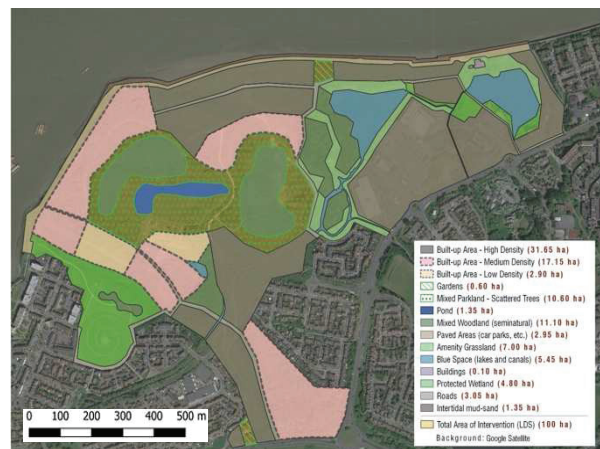 Built-up Area - High Density (31.65 ha)
Built-up Area - Medium Density (17.15 ha)
Built-up Area - Low Density (2.90 ha)
Gardens (0.60 ha)
Mixed Parkland - Scattered Trees (10.60 ha)
Pond (1.35 ha)
Mixed Woodland (seminatural) (11.10 ha)
Paved Areas (car parks, etc.) (2.95 ha)
Amenity Grassland (7.00 ha)
Blue Space (lakes and canals) (5.45 ha)
Buildings (0.10 ha)
Protected Wetland (4.80 ha)
Roads (3.05 ha)
Intertidal mud-sand (1.35 ha)
Total Area of Intervention (LDS) (100 ha)
Background: Google Satellite
0 100 200 300 400 500 m